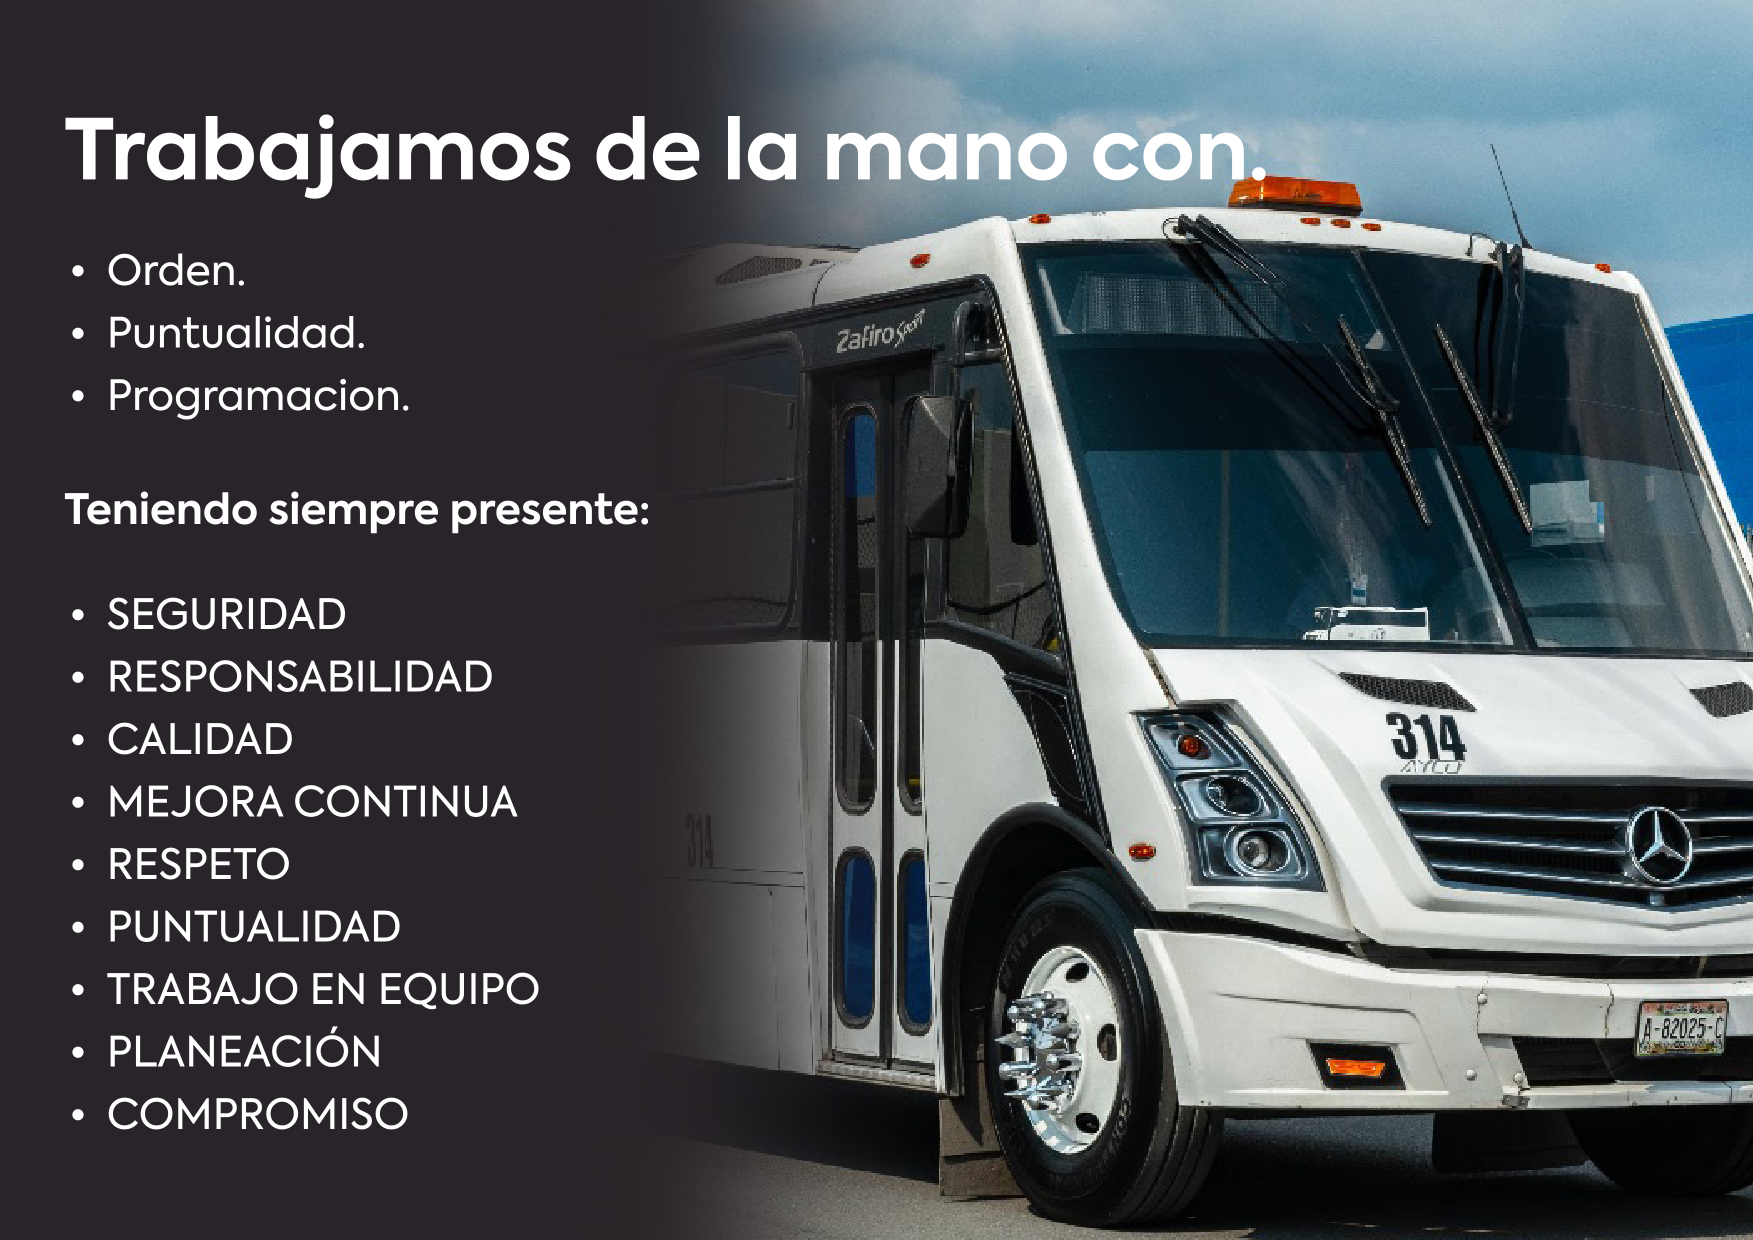 Trabajamos de la mano con.
• Orden.
• Puntualidad.
• Programacion.
Teniendo siempre presente:
• SEGURIDAD
• RESPONSABILIDAD
• CALIDAD
• MEJORA CONTINUA
• RESPETO
• PUNTUALIDAD
• TRABAJO EN EQUIPO
• PLANEACIÓN
• COMPROMISO
Zafiro Sport
314
AYCO
314
A-82025-C